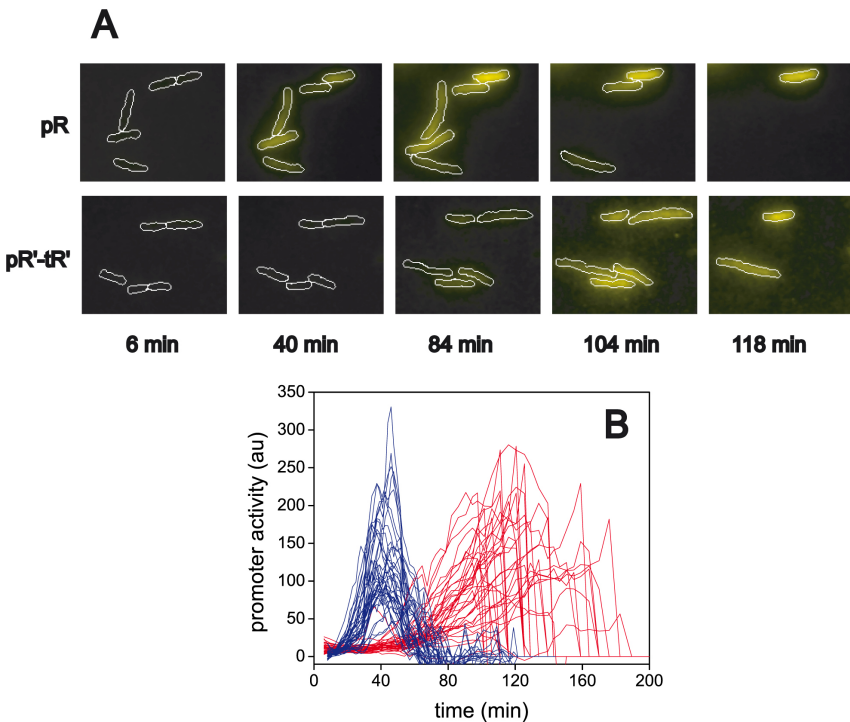 A
pR
pR'-tR'
6 min
40 min
84 min
104 min
118 min
B
promoter activity (au)
350
300
250
200
150
100
50
0
0
40
80
120
160
200
time (min)